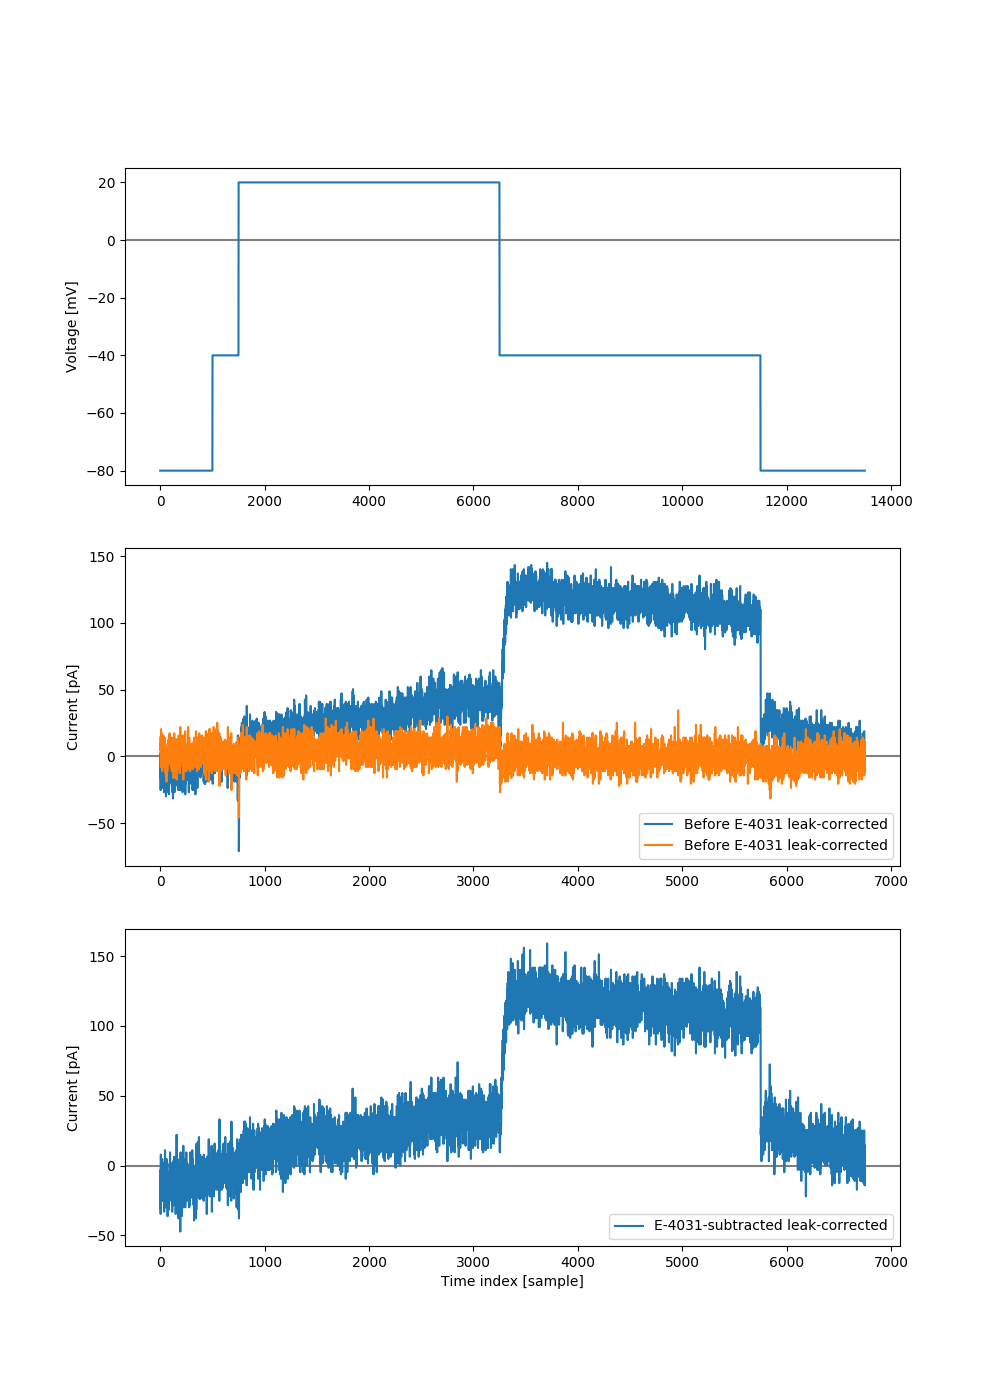 20
0
−20
−40
−60
−80
Voltage [mV]
0 2000 4000 6000 8000 10000 12000 14000
150
100
50
0
−50
Current [pA]
Before E-4031 leak-corrected
Before E-4031 leak-corrected
0 1000 2000 3000 4000 5000 6000 7000
150
100
50
0
−50
Current [pA]
E-4031-subtracted leak-corrected
0 1000 2000 3000 4000 5000 6000 7000
Time index [sample]